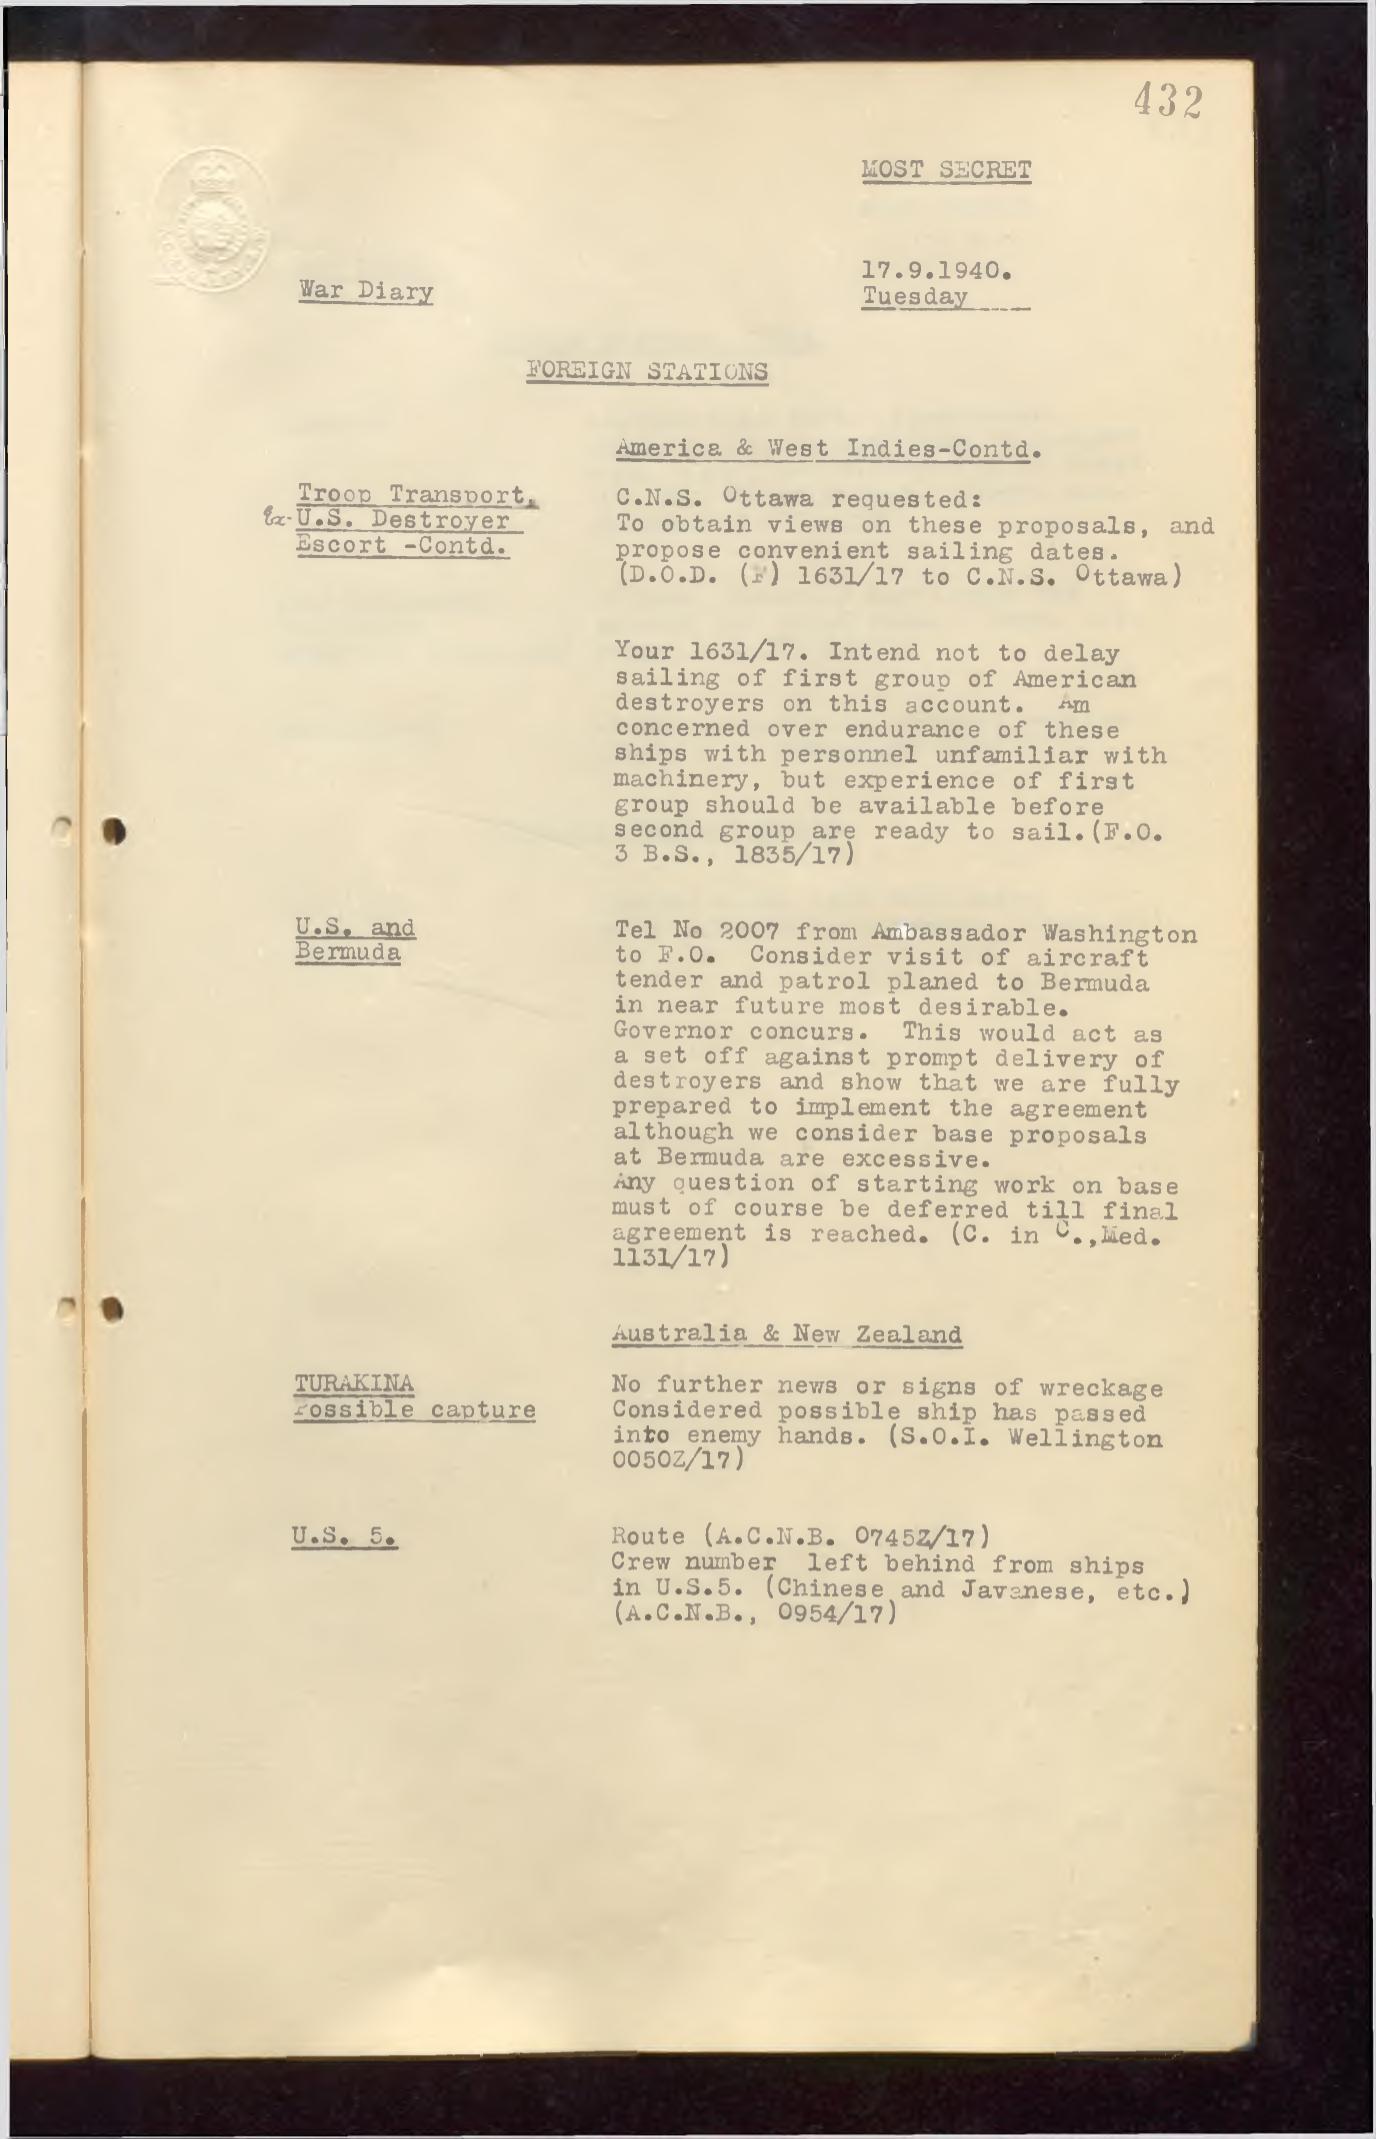 432
MOST SECRET
17.9.1940.
War Diary
Tuesday
FOREIGN STATIONS
America & West Indies-Contd.
Troop Transport,
Ex-U.S. Destroyer
Escort -Contd.
C.N.S. Ottawa requested:
To obtain views on these proposals, and
propose convenient sailing dates.
(D.O.D. (F) 1631/17 to C.N.S. Ottawa)
Your 1631/17. Intend not to delay
sailing of first group of American
destroyers on this account. Am
concerned over endurance of these
ships with personnel unfamiliar with
machinery, but experience of first
group should be available before
second group are ready to sail.(F.O.
3 B.S., 1835/17)
U.S. and
Bermuda
Tel No 2007 from Ambassador Washington
to F.O. Consider visit of aircraft
tender and patrol planed to Bermuda
in near future most desirable.
Governor concurs. This would act as
a set off against prompt delivery of
destroyers and show that we are fully
prepared to implement the agreement
although we consider base proposals
at Bermuda are excessive.
Any question of starting work on base
must of course be deferred till final
agreement is reached. (C. in C.,Med.
1131/17)
Australia & New Zealand
TURAKINA
Possible capture
No further news or signs of wreckage
Considered possible ship has passed
into enemy hands. (S.O.I. Wellington
0050Z/17)
U.S. 5.
Route (A.C.N.B. 0745Z/17)
Crew number left behind from ships
in U.S.5. (Chinese and Javanese, etc.)
(A.C.N.B., 0954/17)